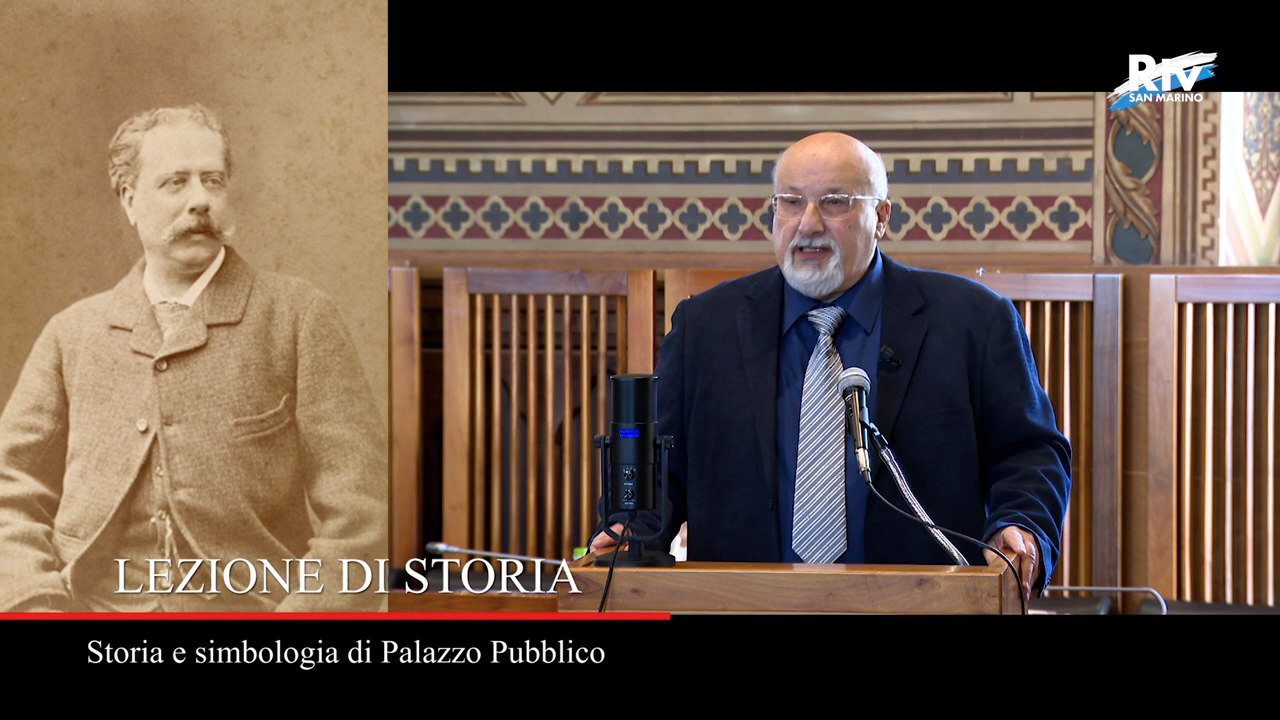 RTV
SAN MARINO
LEZIONE DI STORIA
Storia e simbologia di Palazzo Pubblico